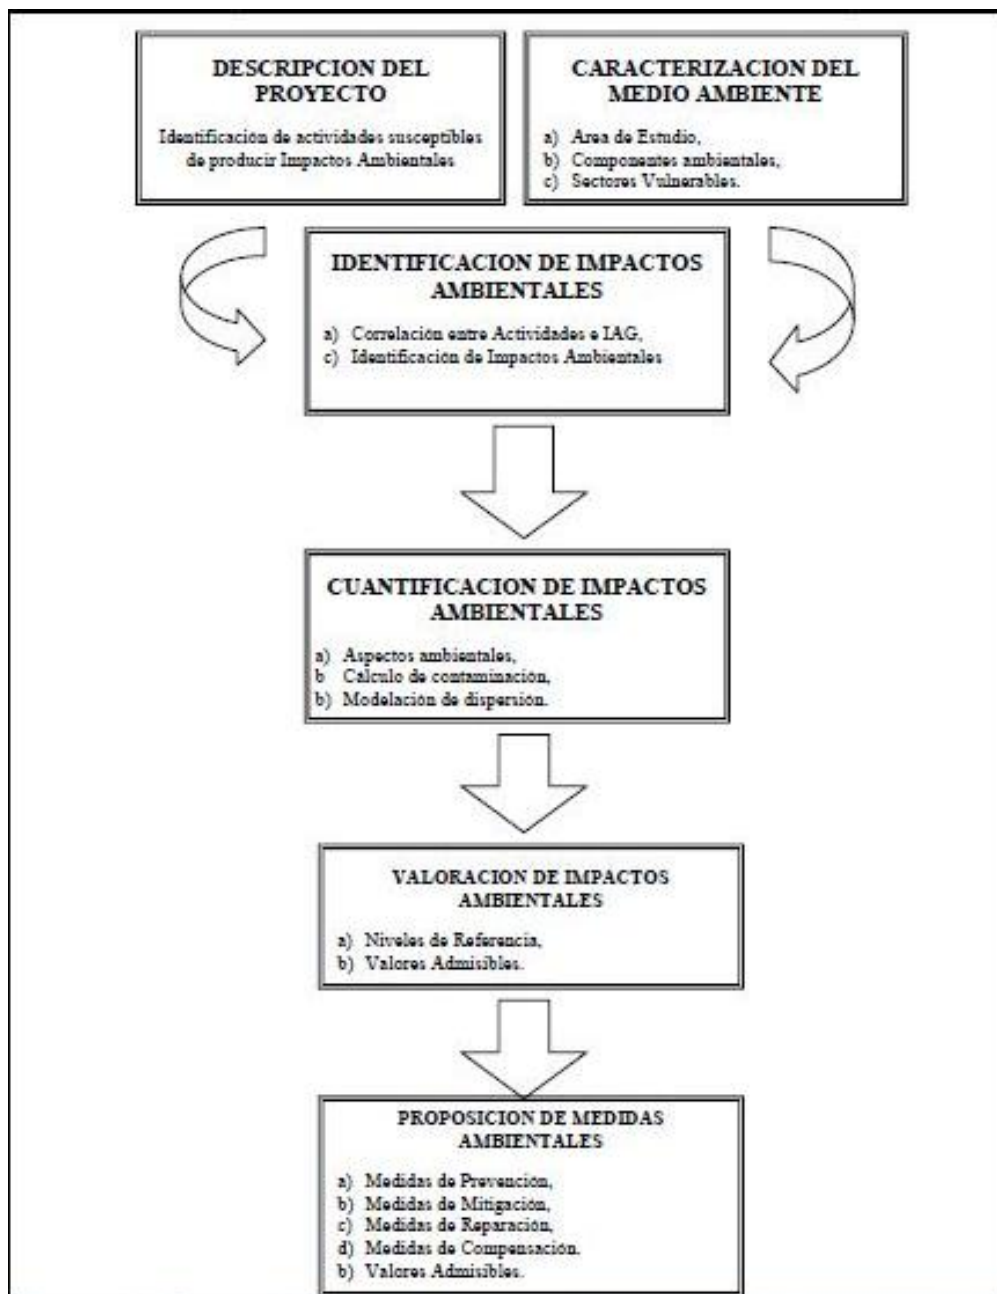 DESCRIPCION DEL
PROYECTO
Identificación de actividades susceptibles
de producir Impactos Ambientales
CARACTERIZACION DEL
MEDIO AMBIENTE
a) Area de Estudio,
b) Componentes ambientales,
c) Sectores Vulnerables.
IDENTIFICACION DE IMPACTOS
AMBIENTALES
a) Correlación entre Actividades e IAG,
c) Identificación de Impactos Ambientales
CUANTIFICACION DE IMPACTOS
AMBIENTALES
a) Aspectos ambientales,
b Calculo de contaminación,
b) Modelación de dispersión.
VALORACION DE IMPACTOS
AMBIENTALES
a) Niveles de Referencia,
b) Valores Admisibles.
PROPOSICION DE MEDIDAS
AMBIENTALES
a) Medidas de Prevención,
b) Medidas de Mitigación,
c) Medidas de Reparación,
d) Medidas de Compensación.
b) Valores Admisibles.